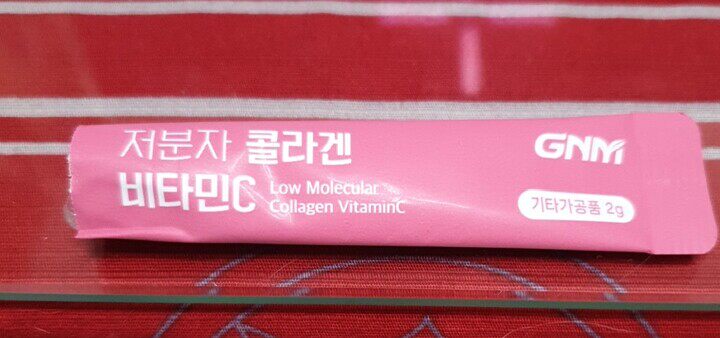 저분자 콜라겐
비타민C
Low Molecular
Collagen VitaminC
GNM
기타가공품 2g